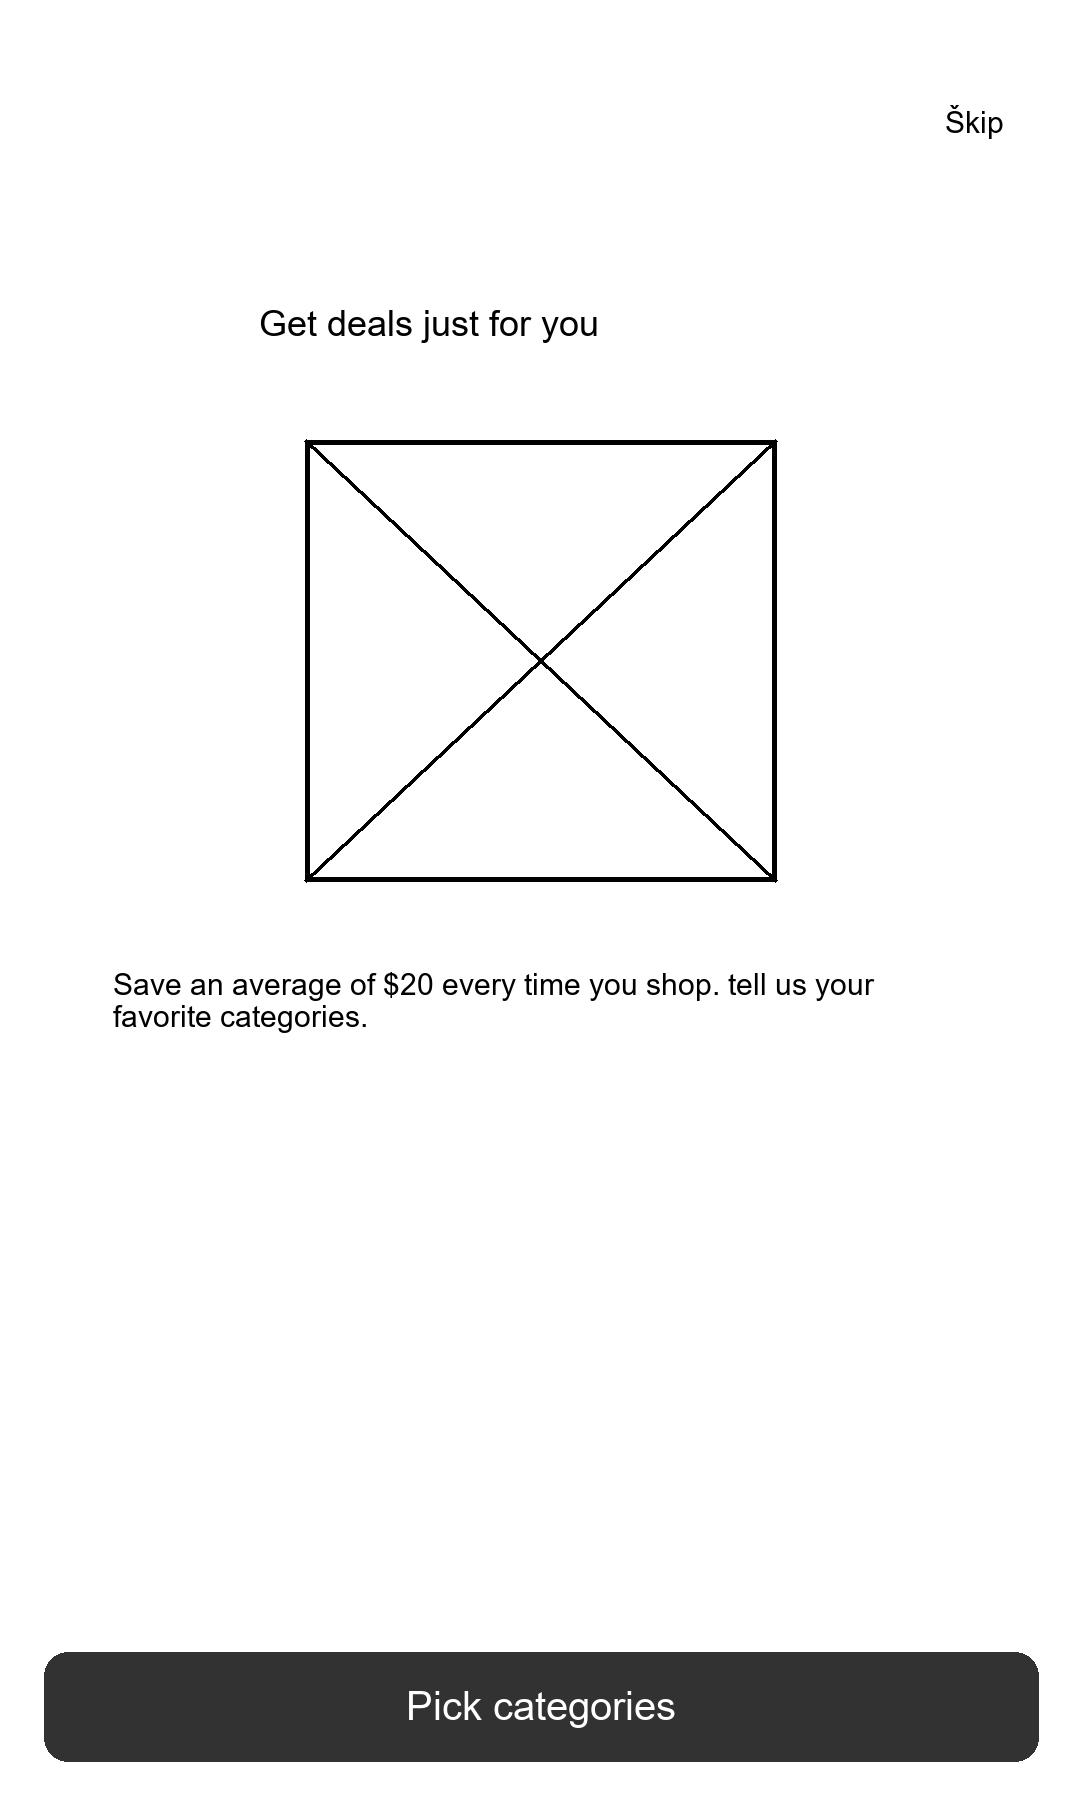 Škip
Get deals just for you
Save an average of $20 every time you shop. tell us your
favorite categories.
Pick categories